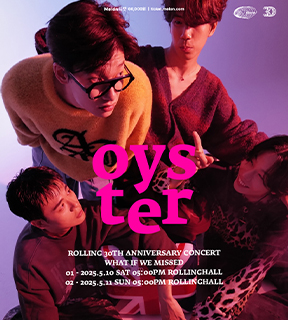 oys
ter
ROLLING 30TH ANNIVERSARY CONCERT
WHAT IF WE MISSED
01 - 2025.5.10 SAT 05:00PM ROLLINGHALL
02 - 2025.5.11 SUN 05:00PM ROLLINGHALL